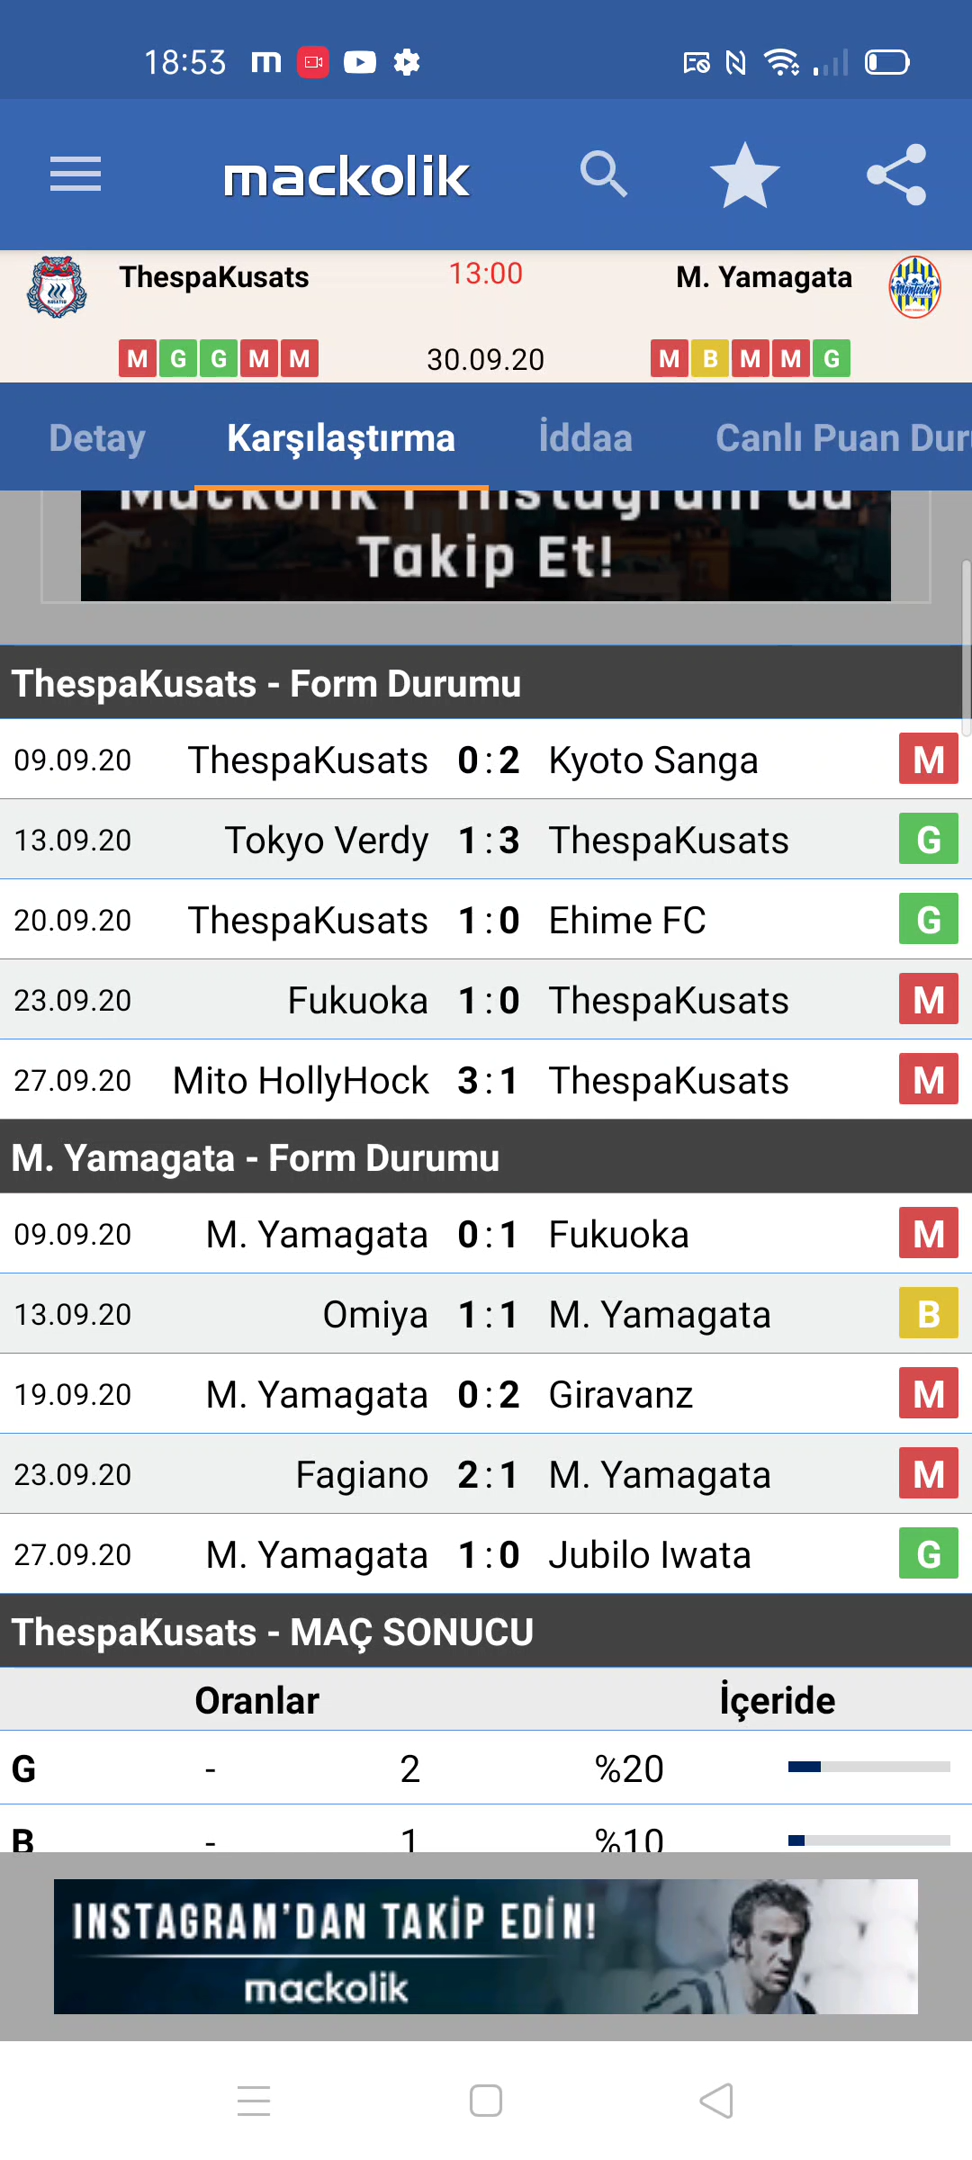 18:53
mackolik
ThespaKusats 13:00 M. Yamagata
M G G M M 30.09.20 M B M M G
Detay Karşılaştırma İddaa Canlı Puan Dur
Takip Et!
ThespaKusats - Form Durumu
09.09.20 ThespaKusats 0 : 2 Kyoto Sanga M
13.09.20 Tokyo Verdy 1 : 3 ThespaKusats G
20.09.20 ThespaKusats 1 : 0 Ehime FC G
23.09.20 Fukuoka 1 : 0 ThespaKusats M
27.09.20 Mito HollyHock 3 : 1 ThespaKusats M
M. Yamagata - Form Durumu
09.09.20 M. Yamagata 0 : 1 Fukuoka M
13.09.20 Omiya 1 : 1 M. Yamagata B
19.09.20 M. Yamagata 0 : 2 Giravanz M
23.09.20 Fagiano 2 : 1 M. Yamagata M
27.09.20 M. Yamagata 1 : 0 Jubilo Iwata G
ThespaKusats - MAÇ SONUCU
Oranlar İçeride
G - 2 %20
B - 1 %10
INSTAGRAM'DAN TAKİP EDİN!
mackolik